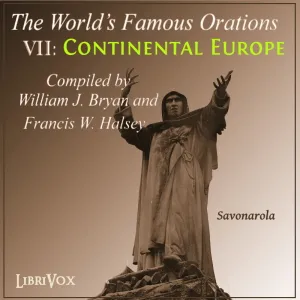 The World's Famous Orations
VII: Continental Europe
Compiled by
William J. Bryan and
Francis W. Halsey
Savonarola
LibriVox